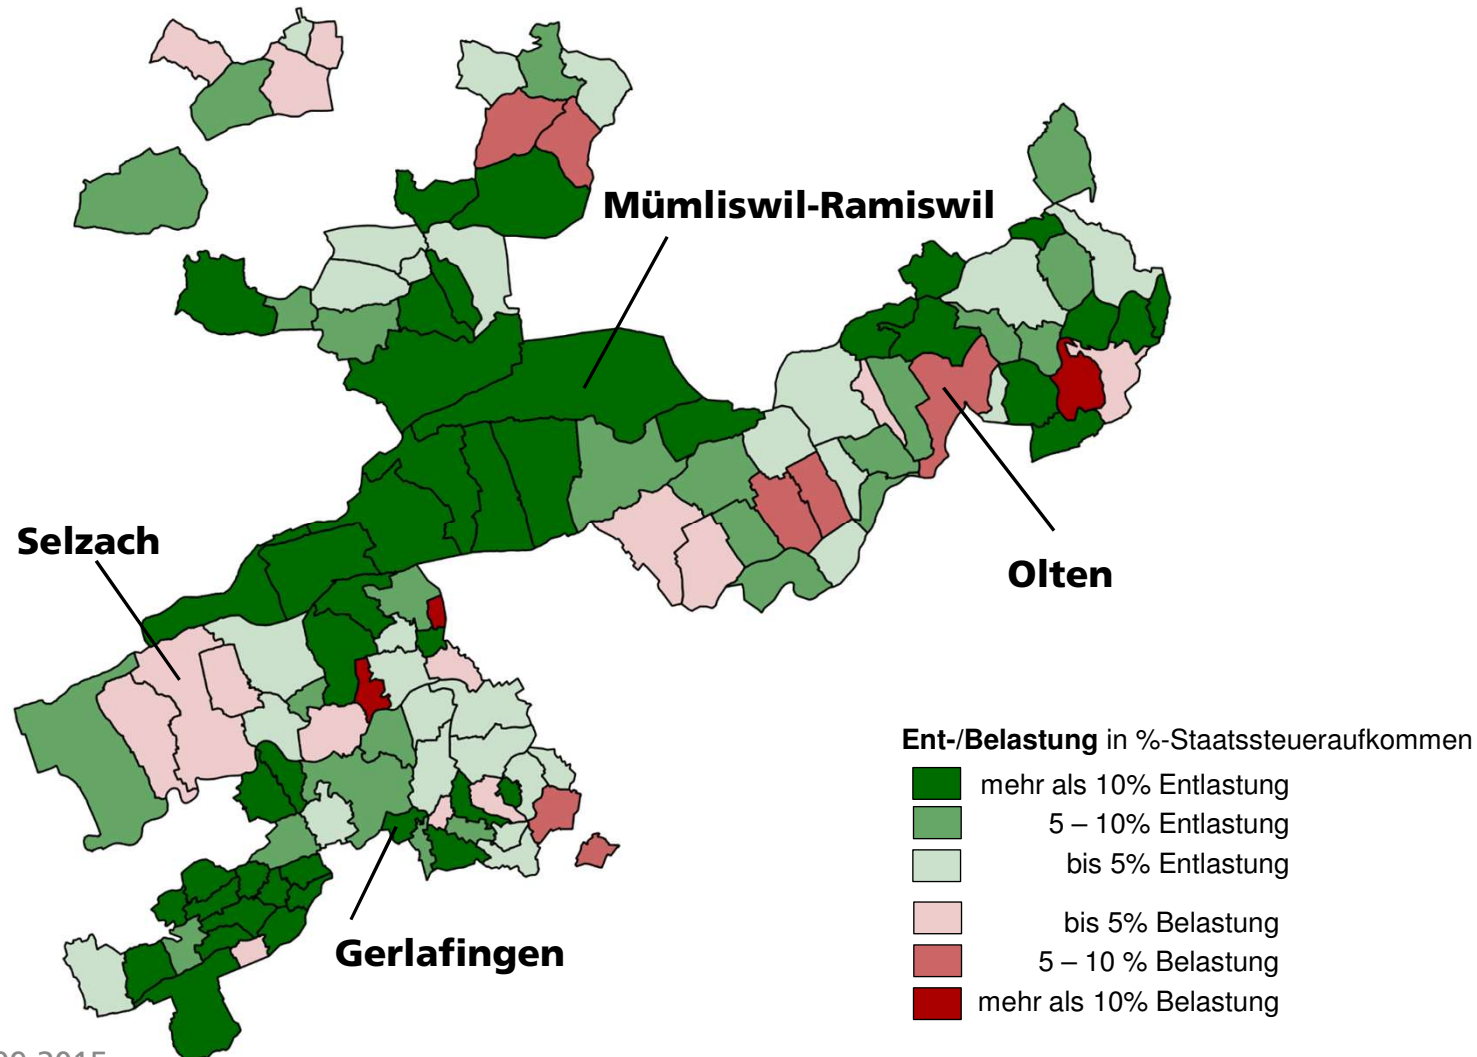 Mümliswil-Ramiswil
Selzach
Olten
Gerlafingen
Ent-/Belastung in %-Staatssteueraufkommen
mehr als 10% Entlastung
5 – 10% Entlastung
bis 5% Entlastung
bis 5% Belastung
5 – 10 % Belastung
mehr als 10% Belastung